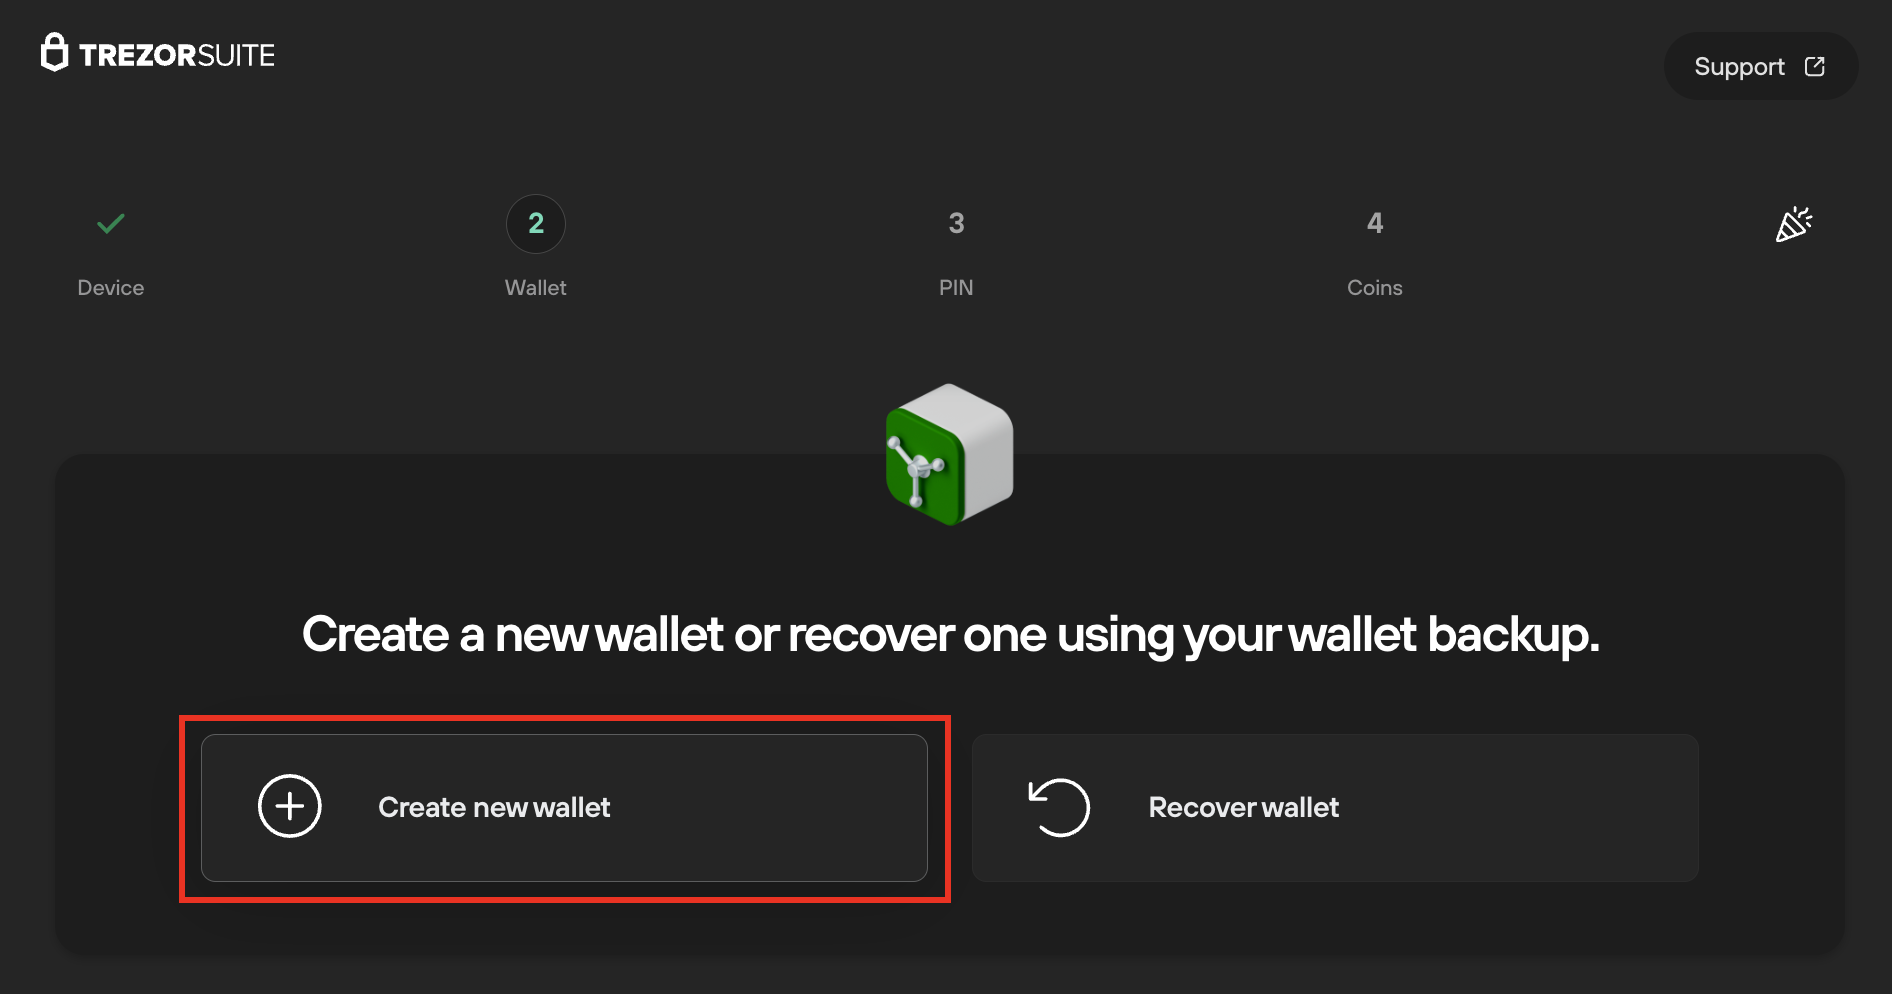 TREZORSUITE
Support
2
3
4
Device
Wallet
PIN
Coins
Create a new wallet or recover one using your wallet backup.
Create new wallet
Recover wallet